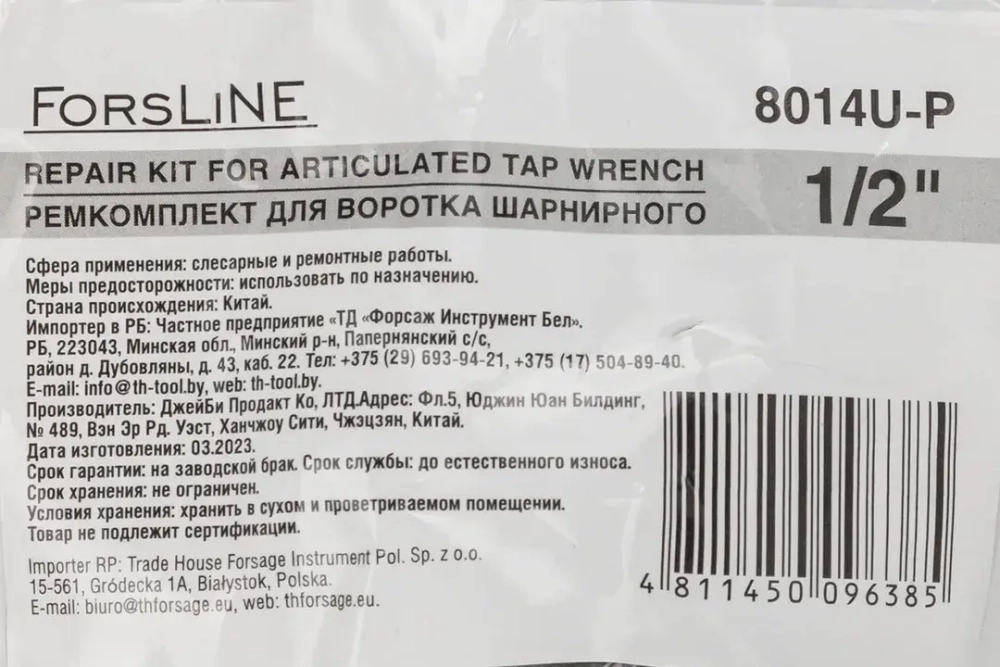 FORSLINE
8014U-P
REPAIR KIT FOR ARTICULATED TAP WRENCH
РЕМКОМПЛЕКТ ДЛЯ ВОРОТКА ШАРНИРНОГО
1/2"
Сфера применения: слесарные и ремонтные работы.
Меры предосторожности: использовать по назначению.
Страна происхождения: Китай.
Импортер в РБ: Частное предприятие «ТД «Форсаж Инструмент Бел».
РБ, 223043, Минская обл., Минский р-н, Папернянский с/с,
район д. Дубовляны, д. 43, каб. 22. Тел: +375 (29) 693-94-21, +375 (17) 504-89-40.
E-mail: info@th-tool.by, web: th-tool.by.
Производитель: ДжейБи Продакт Ко, ЛТД.Адрес: Фл.5, Юджин Юан Билдинг,
№ 489, Вэн Эр Рд. Уэст, Ханчжоу Сити, Чжэцзян, Китай.
Дата изготовления: 03.2023.
Срок гарантии: на заводской брак. Срок службы: до естественного износа.
Срок хранения: не ограничен.
Условия хранения: хранить в сухом и проветриваемом помещении.
Товар не подлежит сертификации.
Importer RP: Trade House Forsage Instrument Pol. Sp. z o.o.
15-561, Gródecka 1A, Białystok, Polska.
E-mail: biuro@thforsage.eu, web: thforsage.eu.
4 811450 096385